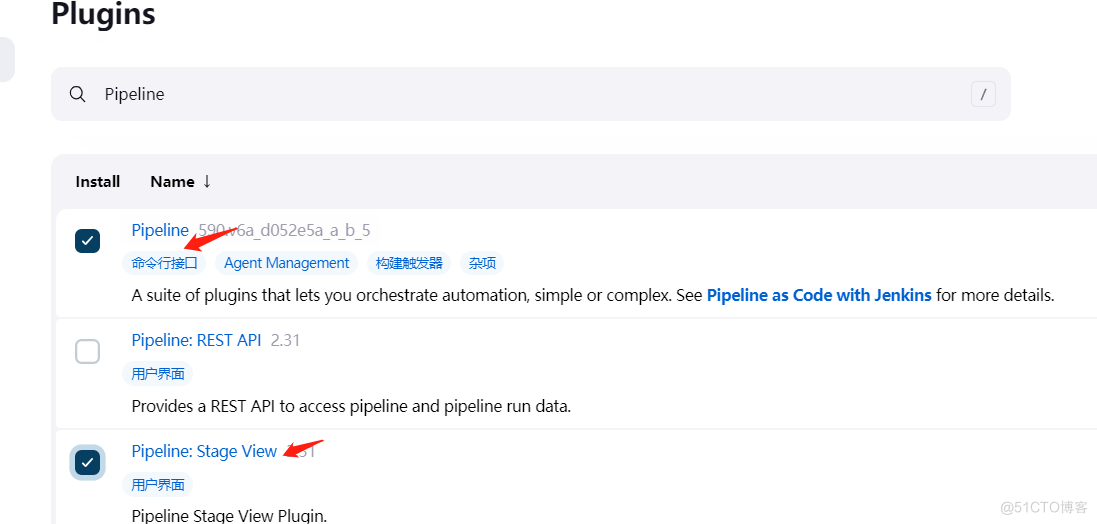 Plugins
Pipeline /
Install Name ↓
Pipeline 590.v6a_d052e5a_a_b_5
命令行接口 Agent Management 构建触发器 杂项
A suite of plugins that lets you orchestrate automation, simple or complex. See Pipeline as Code with Jenkins for more details.
Pipeline: REST API 2.31
用户界面
Provides a REST API to access pipeline and pipeline run data.
Pipeline: Stage View
用户界面
Pipeline Stage View Plugin.
@51CTO博客